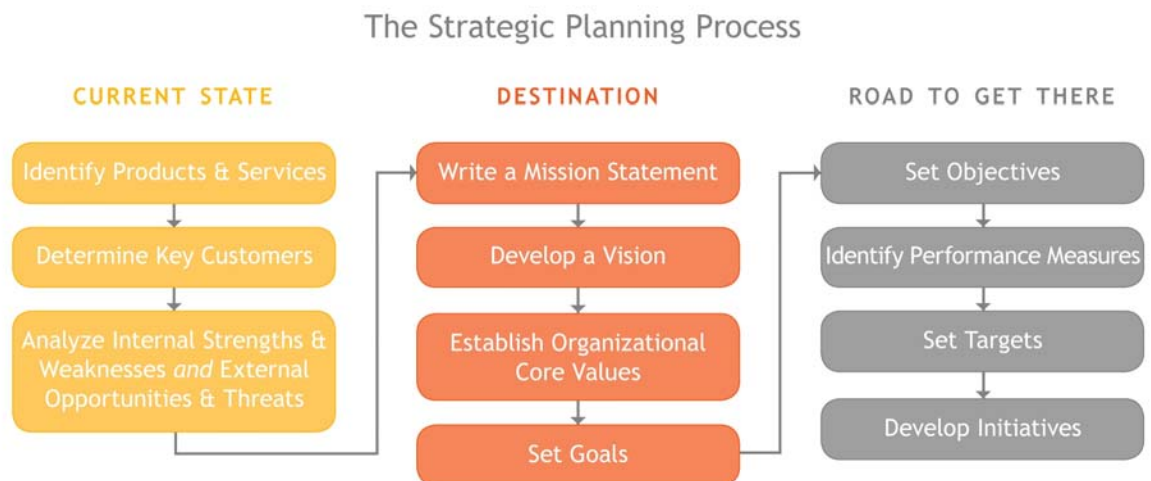 The Strategic Planning Process
CURRENT STATE
Identify Products & Services
Determine Key Customers
Analyze Internal Strengths &
Weaknesses and External
Opportunities & Threats
DESTINATION
Write a Mission Statement
Develop a Vision
Establish Organizational
Core Values
Set Goals
ROAD TO GET THERE
Set Objectives
Identify Performance Measures
Set Targets
Develop Initiatives